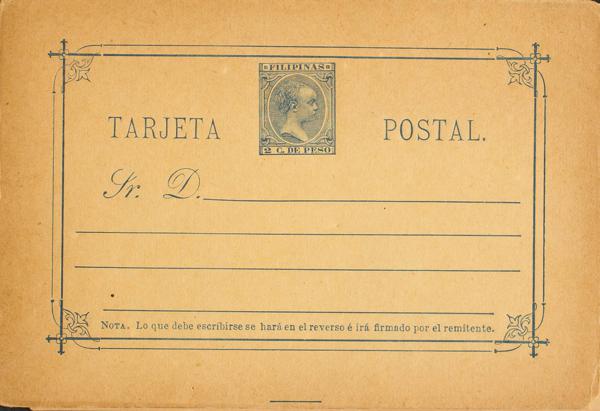 FILIPINAS
TARJETA POSTAL.
2 C. DE PESO
Sr. D.
NOTA. Lo que debe escribirse se hará en el reverso é irá firmado por el remitente.